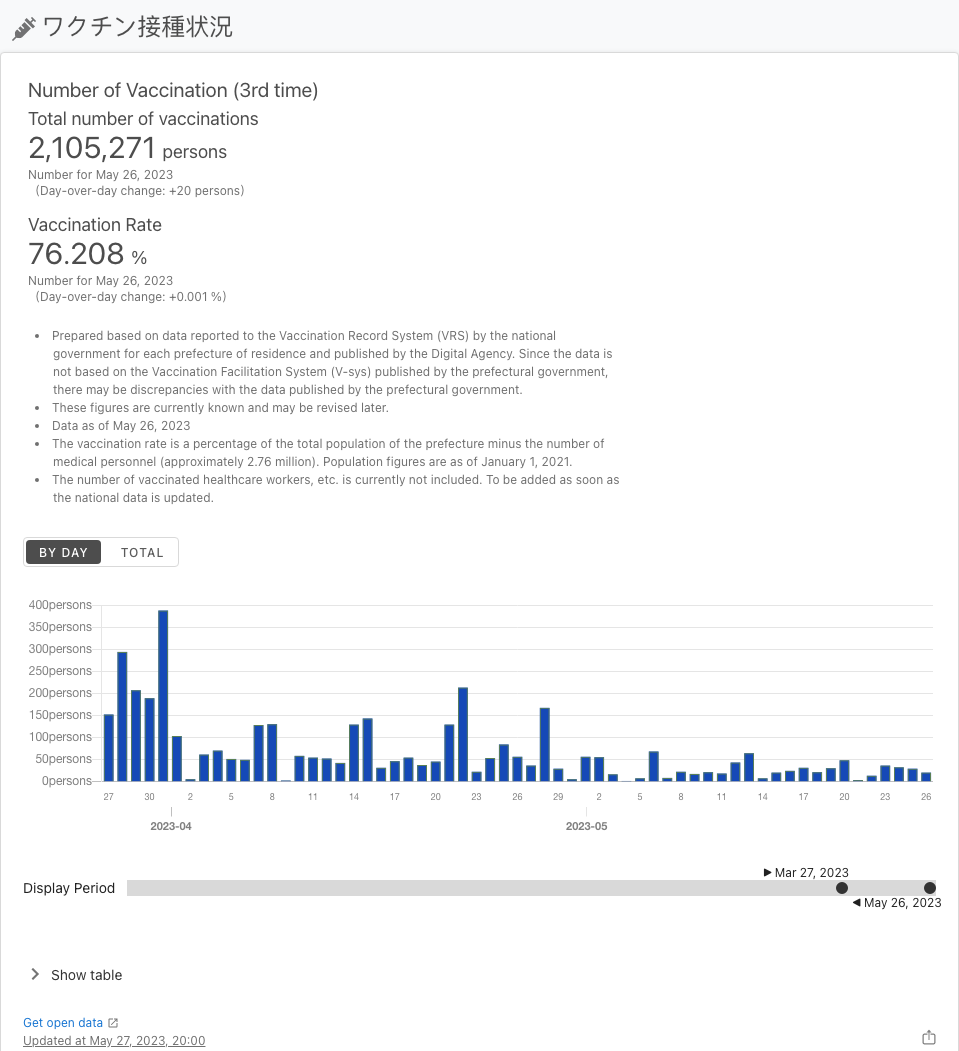 ワクチン接種状況
Number of Vaccination (3rd time)
Total number of vaccinations
2,105,271 persons
Number for May 26, 2023
(Day-over-day change: +20 persons)
Vaccination Rate
76.208 %
Number for May 26, 2023
(Day-over-day change: +0.001 %)
• Prepared based on data reported to the Vaccination Record System (VRS) by the national
government for each prefecture of residence and published by the Digital Agency. Since the data is
not based on the Vaccination Facilitation System (V-sys) published by the prefectural government,
there may be discrepancies with the data published by the prefectural government.
• These figures are currently known and may be revised later.
• Data as of May 26, 2023
• The vaccination rate is a percentage of the total population of the prefecture minus the number of
medical personnel (approximately 2.76 million). Population figures are as of January 1, 2021.
• The number of vaccinated healthcare workers, etc. is currently not included. To be added as soon as
the national data is updated.
BY DAY TOTAL
400persons
350persons
300persons
250persons
200persons
150persons
100persons
50persons
0persons
27 30 2 5 8 11 14 17 20 23 26 29 2 5 8 11 14 17 20 23 26
2023-04 2023-05
▶ Mar 27, 2023
Display Period
◀ May 26, 2023
Show table
Get open data
Updated at May 27, 2023, 20:00